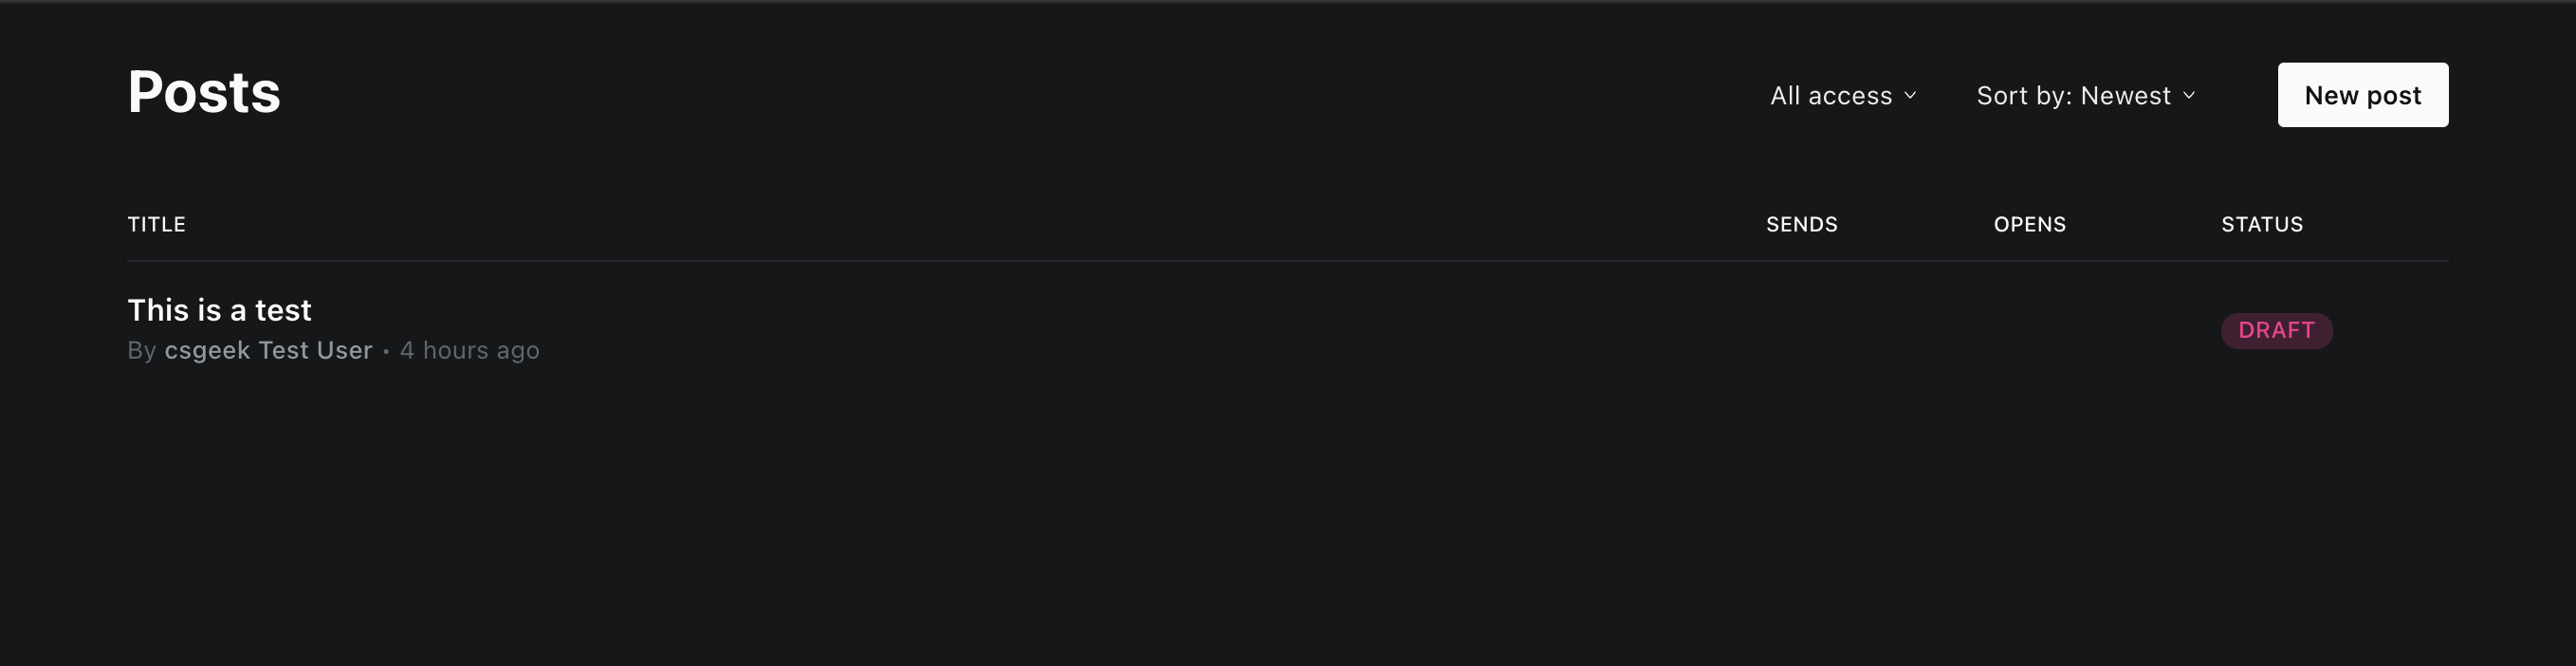 Posts
All access
Sort by: Newest
New post
TITLE
SENDS
OPENS
STATUS
This is a test
By csgeek Test User • 4 hours ago
DRAFT